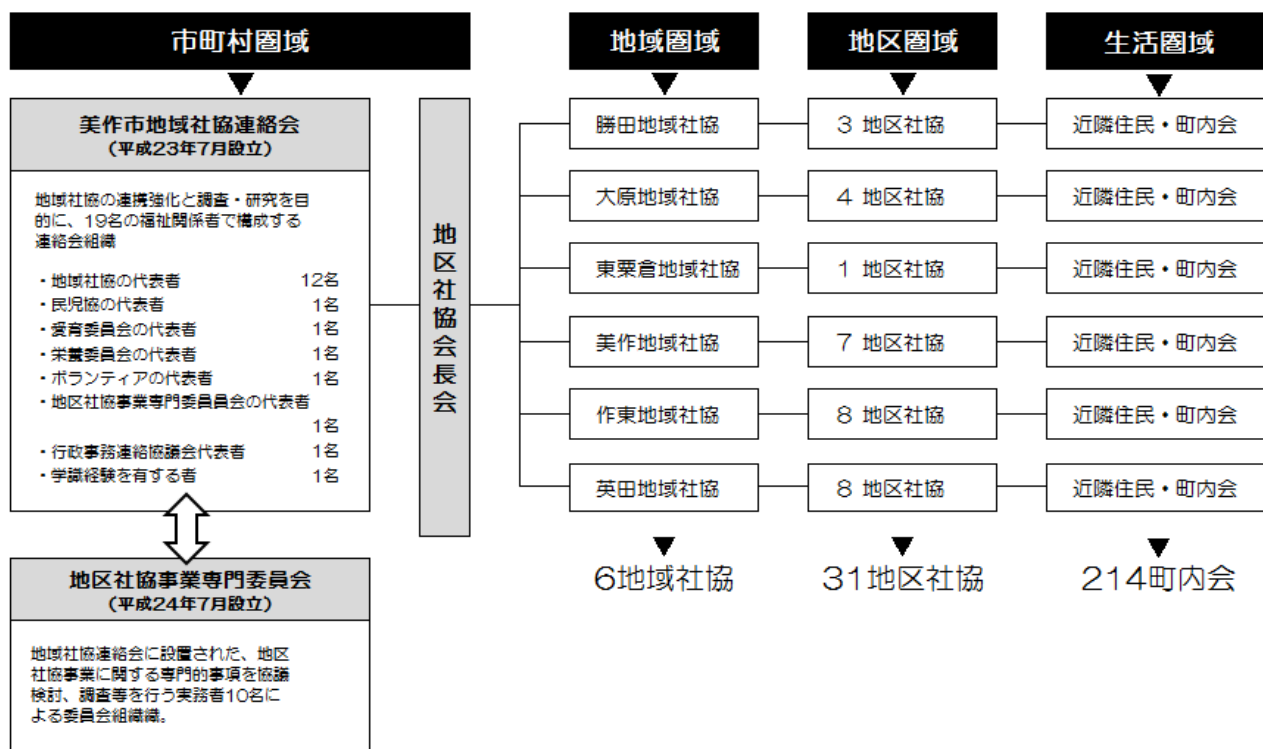 市町村圏域
地域圏域
地区圏域
生活圏域
美作市地域社協連絡会
(平成23年7月設立)
地域社協の連携強化と調査・研究を目
的に、19名の福祉関係者で構成する
連絡会組織
・地域社協の代表者 12名
・民児協の代表者 1名
・愛育委員会の代表者 1名
・栄養委員会の代表者 1名
・ボランティアの代表者 1名
・地区社協事業専門委員員会の代表者
1名
・行政事務連絡協議会代表者 1名
・学識経験を有する者 1名
地区社協事業専門委員会
(平成24年7月設立)
地域社協連絡会に設置された、地区
社協事業に関する専門的事項を協議
検討、調査等を行う実務者10名に
よる委員会組織織。
地区社協会長会
勝田地域社協 3 地区社協 近隣住民・町内会
大原地域社協 4 地区社協 近隣住民・町内会
東粟倉地域社協 1 地区社協 近隣住民・町内会
美作地域社協 7 地区社協 近隣住民・町内会
作東地域社協 8 地区社協 近隣住民・町内会
英田地域社協 8 地区社協 近隣住民・町内会
6地域社協 31地区社協 214町内会